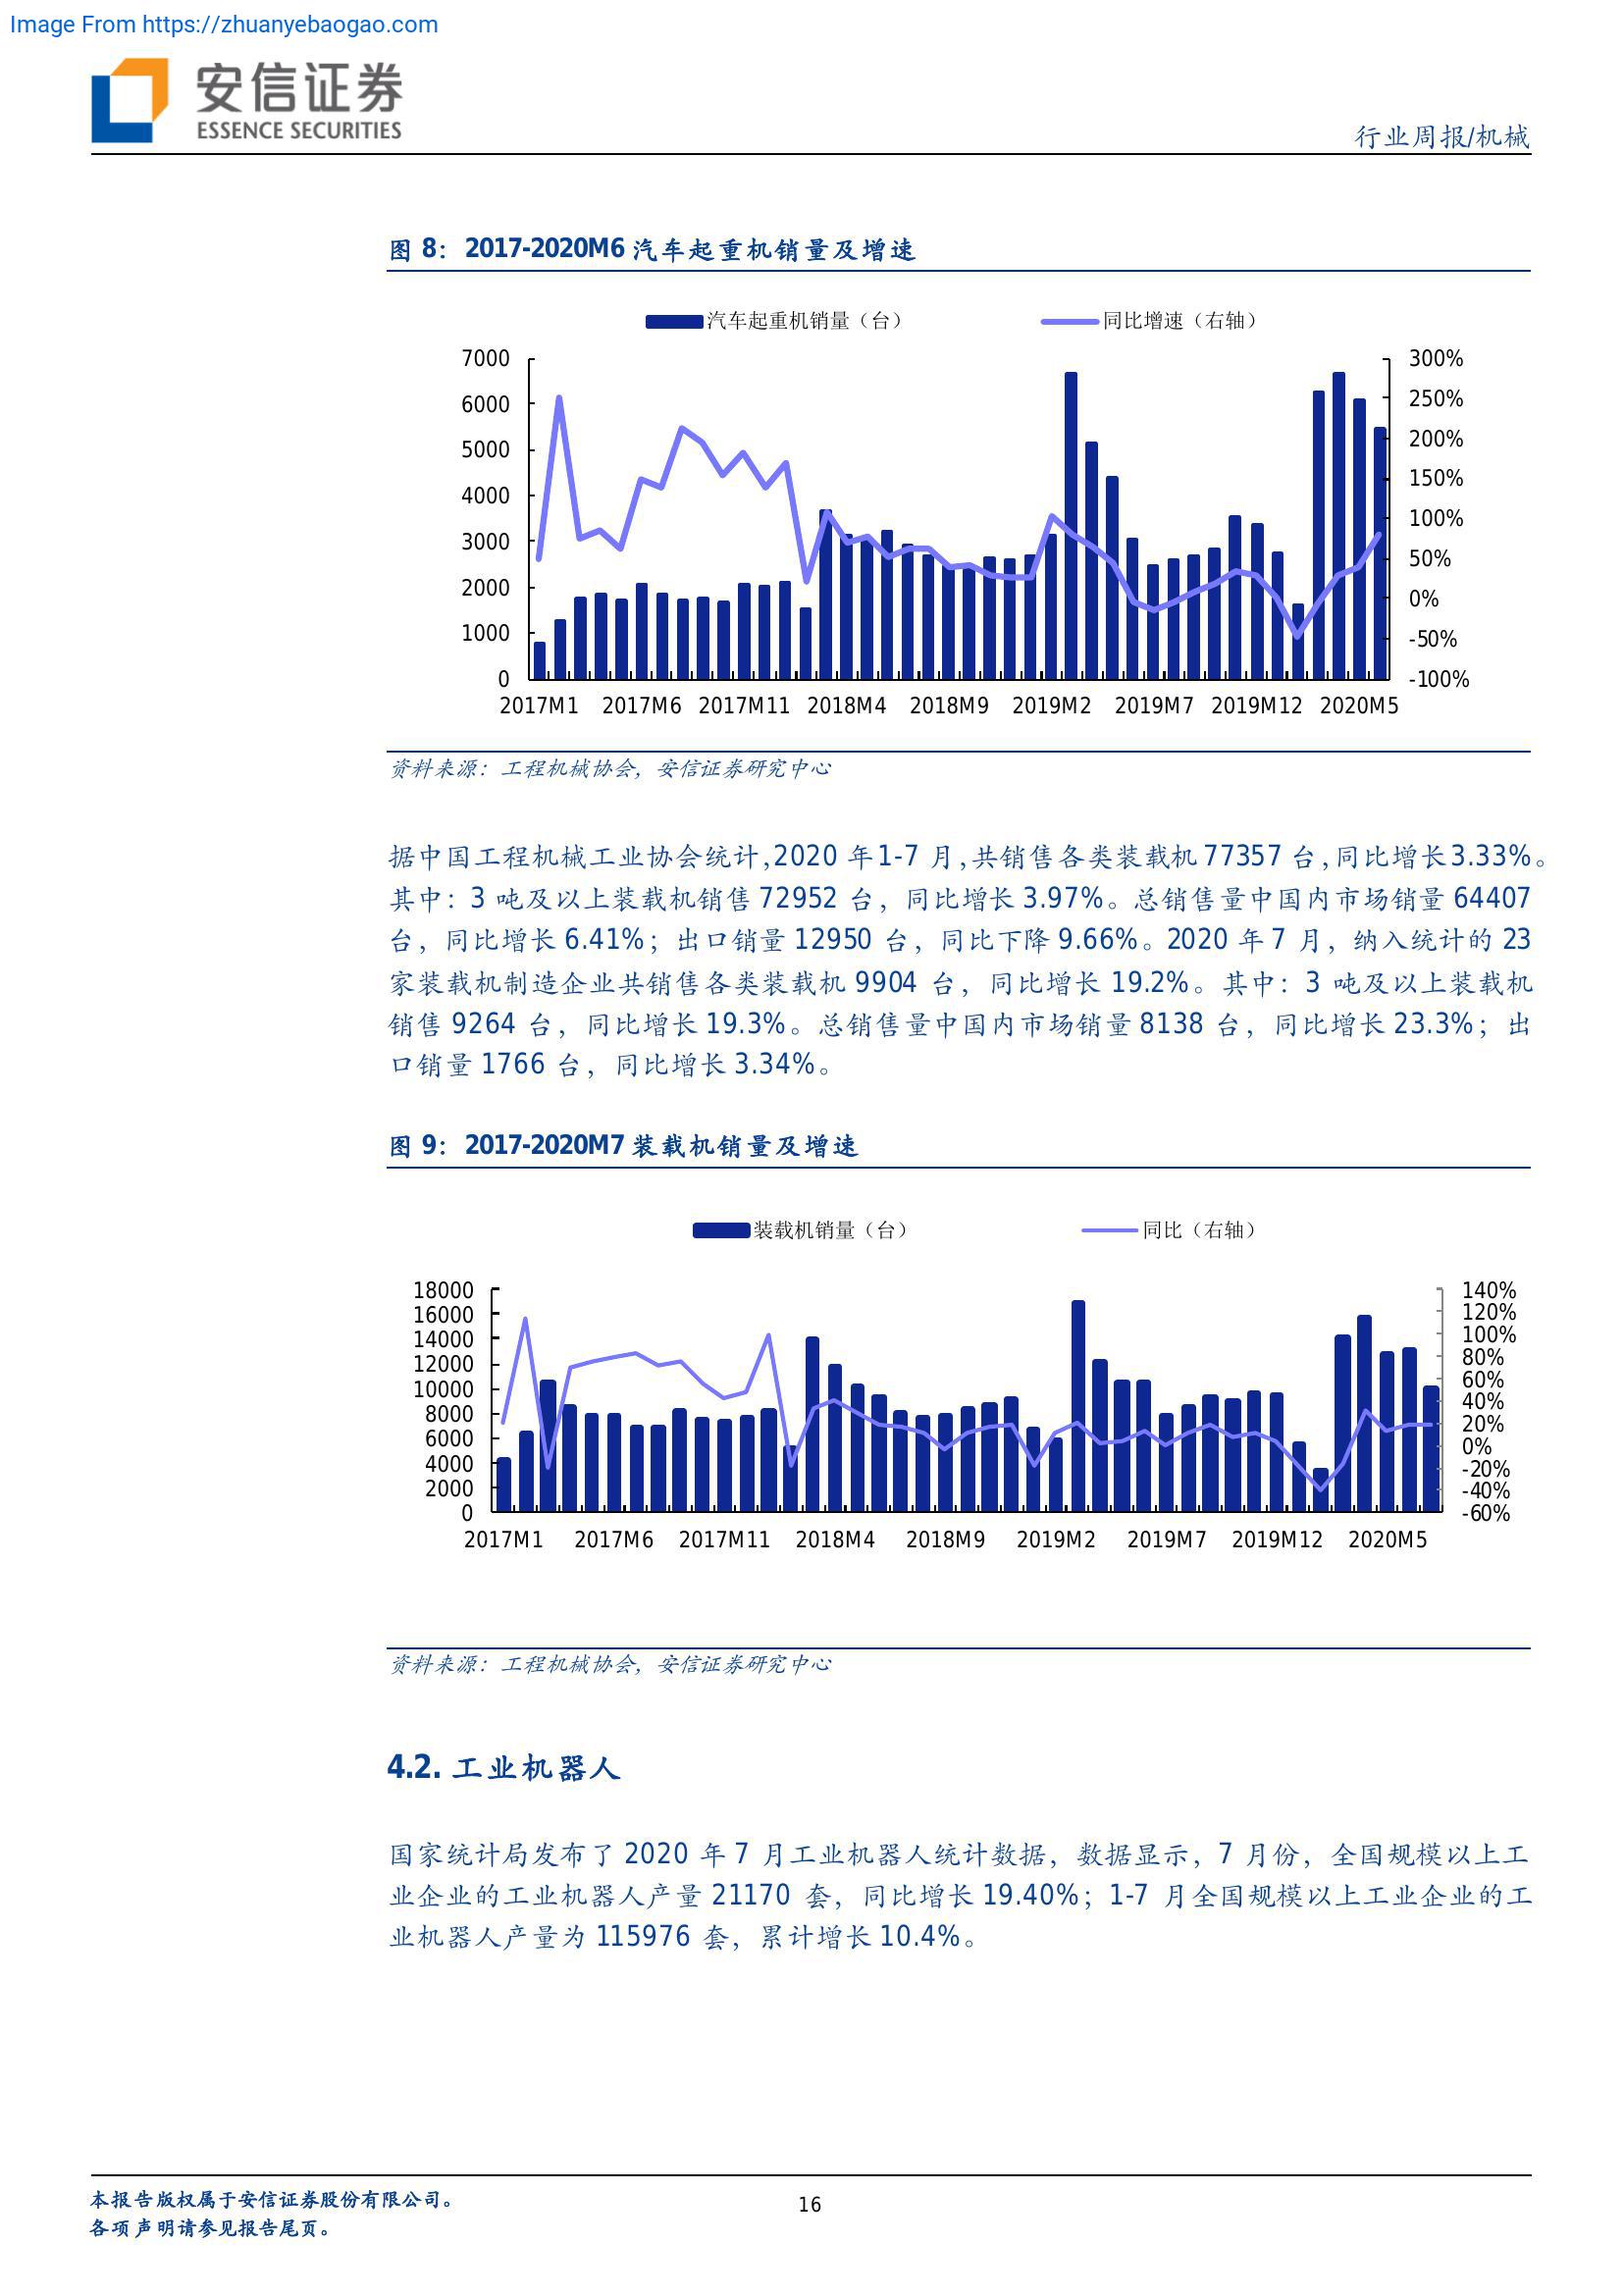 Image From https://zhuanyebaogao.com
安信证券
ESSENCE SECURITIES
行业周报/机械
图 8：2017-2020M6 汽车起重机销量及增速
汽车起重机销量（台） 同比增速（右轴）
7000
6000
5000
4000
3000
2000
1000
0
300%
250%
200%
150%
100%
50%
0%
-50%
-100%
2017M1 2017M6 2017M11 2018M4 2018M9 2019M2 2019M7 2019M12 2020M5
资料来源：工程机械协会，安信证券研究中心
据中国工程机械工业协会统计，2020 年 1-7 月，共销售各类装载机 77357 台，同比增长 3.33%。
其中：3 吨及以上装载机销售 72952 台，同比增长 3.97%。总销售量中国内市场销量 64407
台，同比增长 6.41%；出口销量 12950 台，同比下降 9.66%。2020 年 7 月，纳入统计的 23
家装载机制造企业共销售各类装载机 9904 台，同比增长 19.2%。其中：3 吨及以上装载机
销售 9264 台，同比增长 19.3%。总销售量中国内市场销量 8138 台，同比增长 23.3%；出
口销量 1766 台，同比增长 3.34%。
图 9：2017-2020M7 装载机销量及增速
装载机销量（台） 同比（右轴）
18000
16000
14000
12000
10000
8000
6000
4000
2000
0
140%
120%
100%
80%
60%
40%
20%
0%
-20%
-40%
-60%
2017M1 2017M6 2017M11 2018M4 2018M9 2019M2 2019M7 2019M12 2020M5
资料来源：工程机械协会，安信证券研究中心
4.2. 工业机器人
国家统计局发布了 2020 年 7 月工业机器人统计数据，数据显示，7 月份，全国规模以上工
业企业的工业机器人产量 21170 套，同比增长 19.40%；1-7 月全国规模以上工业企业的工
业机器人产量为 115976 套，累计增长 10.4%。
本报告版权属于安信证券股份有限公司。
16
各项声明请参见报告尾页。